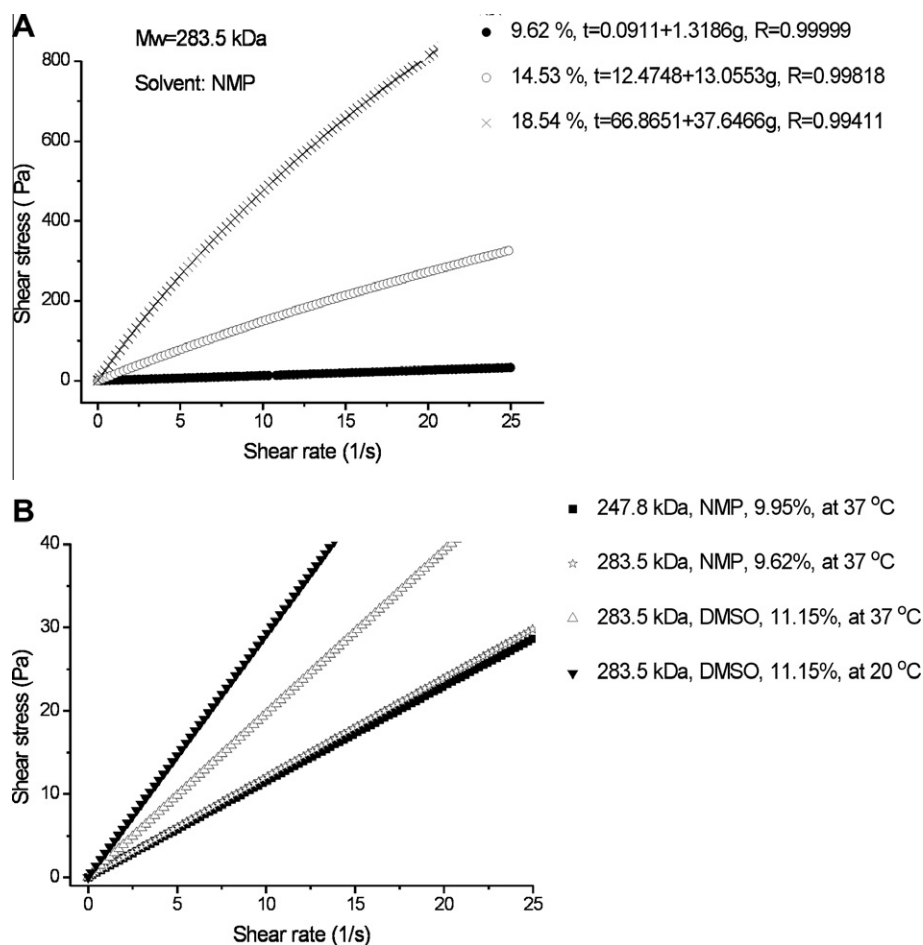 A
Mw=283.5 kDa
Solvent: NMP
9.62 %, t=0.0911+1.3186g, R=0.99999
14.53 %, t=12.4748+13.0553g, R=0.99818
18.54 %, t=66.8651+37.6466g, R=0.99411
800
600
400
200
0
Shear stress ( Pa)
0 5 10 15 20 25
Shear rate (1/s)
B
247.8 kDa, NMP, 9.95%, at 37 °C
283.5 kDa, NMP, 9.62%, at 37 °C
283.5 kDa, DMSO, 11.15%, at 37 °C
283.5 kDa, DMSO, 11.15%, at 20 °C
40
30
20
10
0
Shear stress (Pa)
0 5 10 15 20 25
Shear rate (1/s)